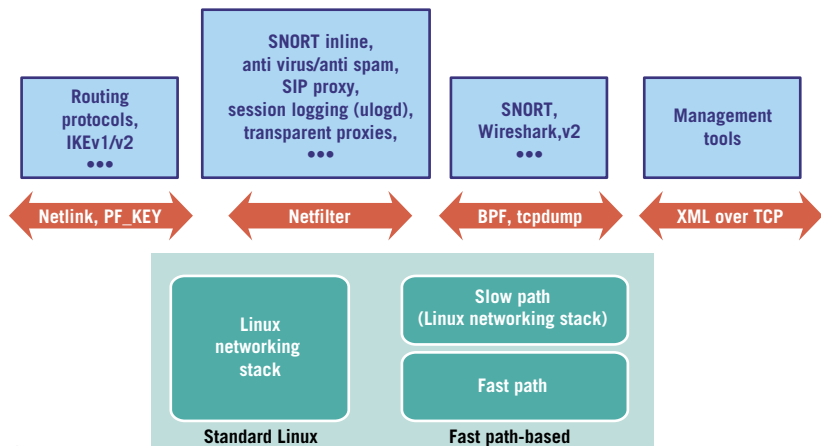 Routing
protocols,
IKEv1/v2
•••
SNORT inline,
anti virus/anti spam,
SIP proxy,
session logging (ulogd),
transparent proxies,
•••
SNORT,
Wireshark,v2
•••
Management
tools
Netlink, PF_KEY
Netfilter
BPF, tcpdump
XML over TCP
Linux
networking
stack
Slow path
(Linux networking stack)
Fast path
Standard Linux
Fast path-based